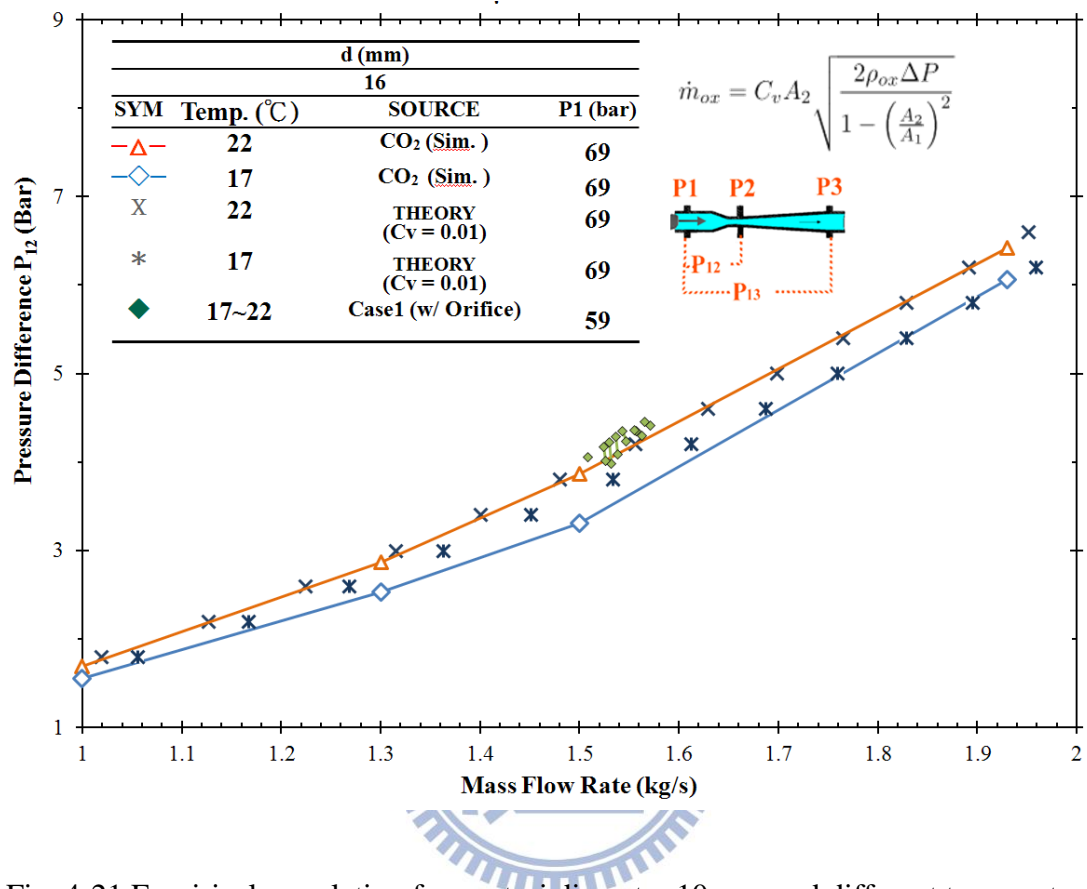 d (mm)
16
SYM Temp. (℃) SOURCE P1 (bar)
22 CO₂ (Sim. ) 69
17 CO₂ (Sim. ) 69
X 22 THEORY (Cv = 0.01) 69
* 17 THEORY (Cv = 0.01) 69
17~22 Case1 (w/ Orifice) 59
ṁ_ox = C_v A_2 √(2ρ_ox ΔP / (1 − (A_2/A_1)^2))
P1 P2 P3
P₁₂
P₁₃
Pressure Difference P₁₂ (Bar)
9
7
5
3
1
1 1.1 1.2 1.3 1.4 1.5 1.6 1.7 1.8 1.9 2
Mass Flow Rate (kg/s)